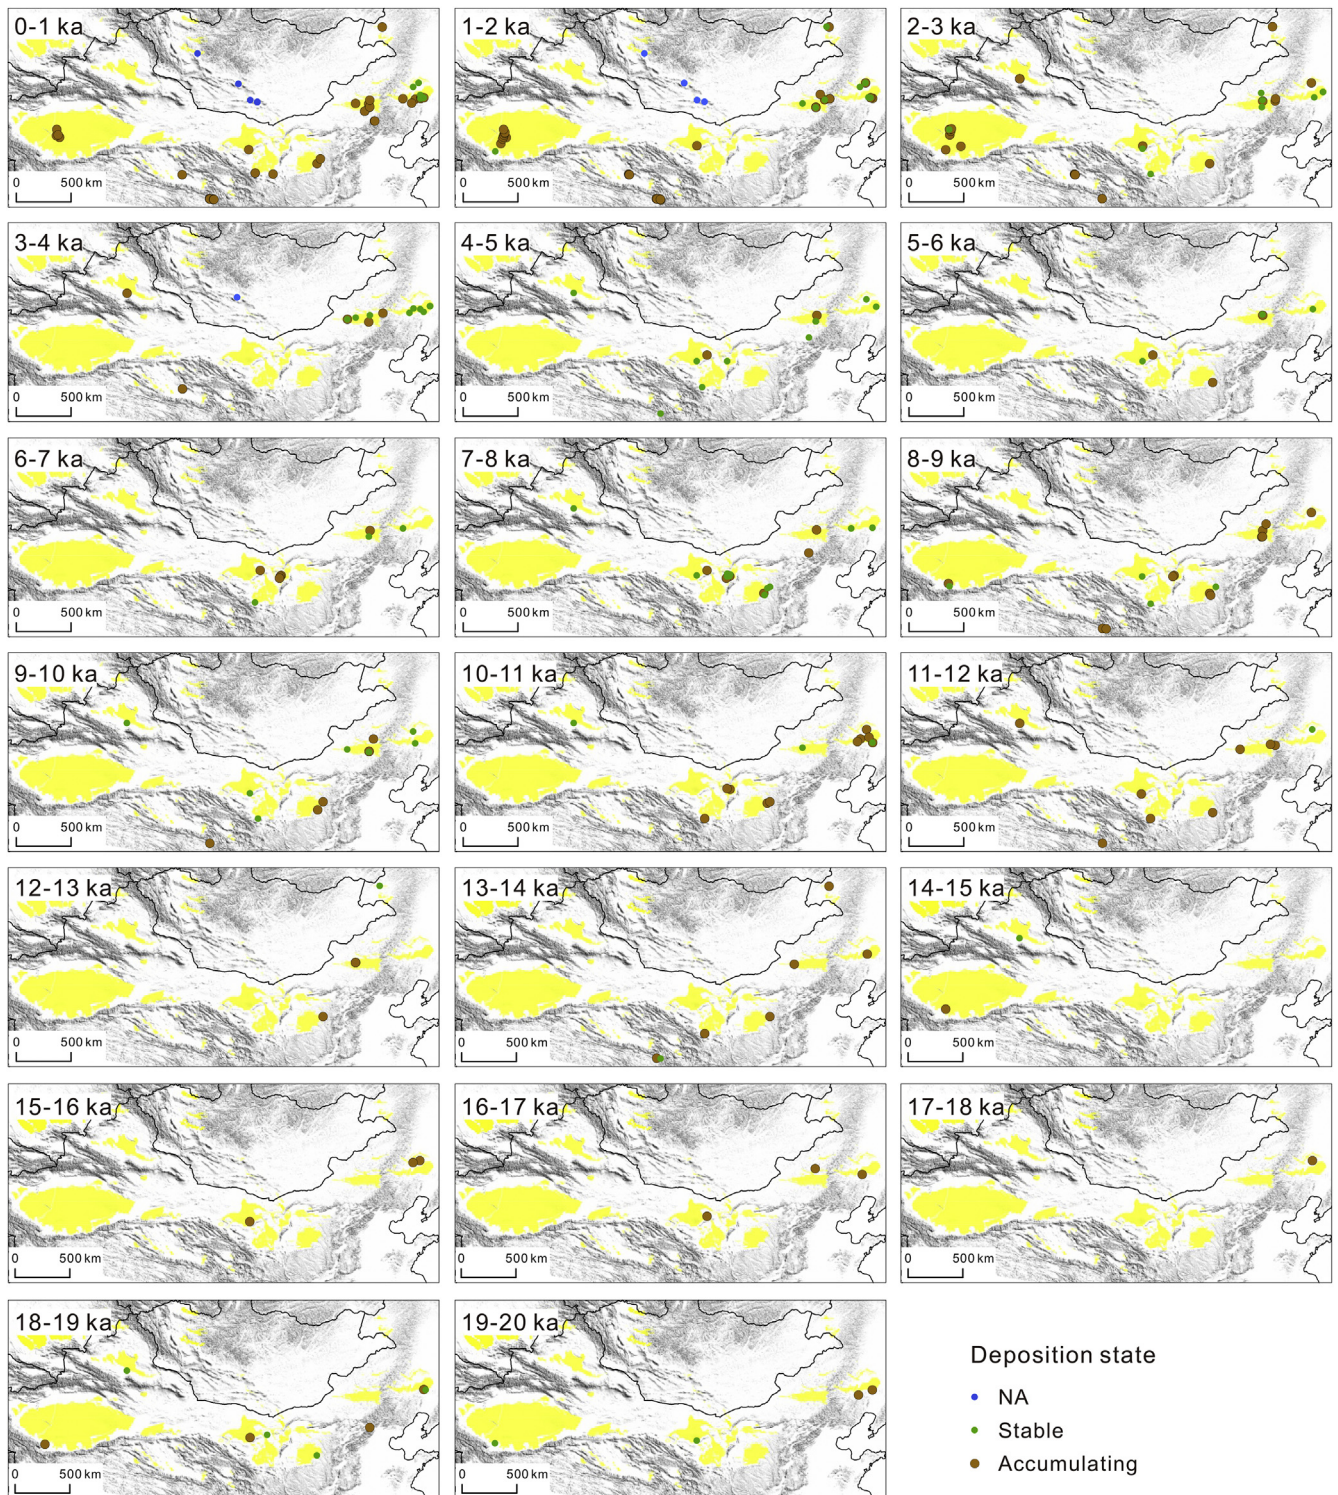 0-1 ka
0 500 km
1-2 ka
0 500 km
2-3 ka
0 500 km
3-4 ka
0 500 km
4-5 ka
0 500 km
5-6 ka
0 500 km
6-7 ka
0 500 km
7-8 ka
0 500 km
8-9 ka
0 500 km
9-10 ka
0 500 km
10-11 ka
0 500 km
11-12 ka
0 500 km
12-13 ka
0 500 km
13-14 ka
0 500 km
14-15 ka
0 500 km
15-16 ka
0 500 km
16-17 ka
0 500 km
17-18 ka
0 500 km
18-19 ka
0 500 km
19-20 ka
0 500 km
Deposition state
NA
Stable
Accumulating